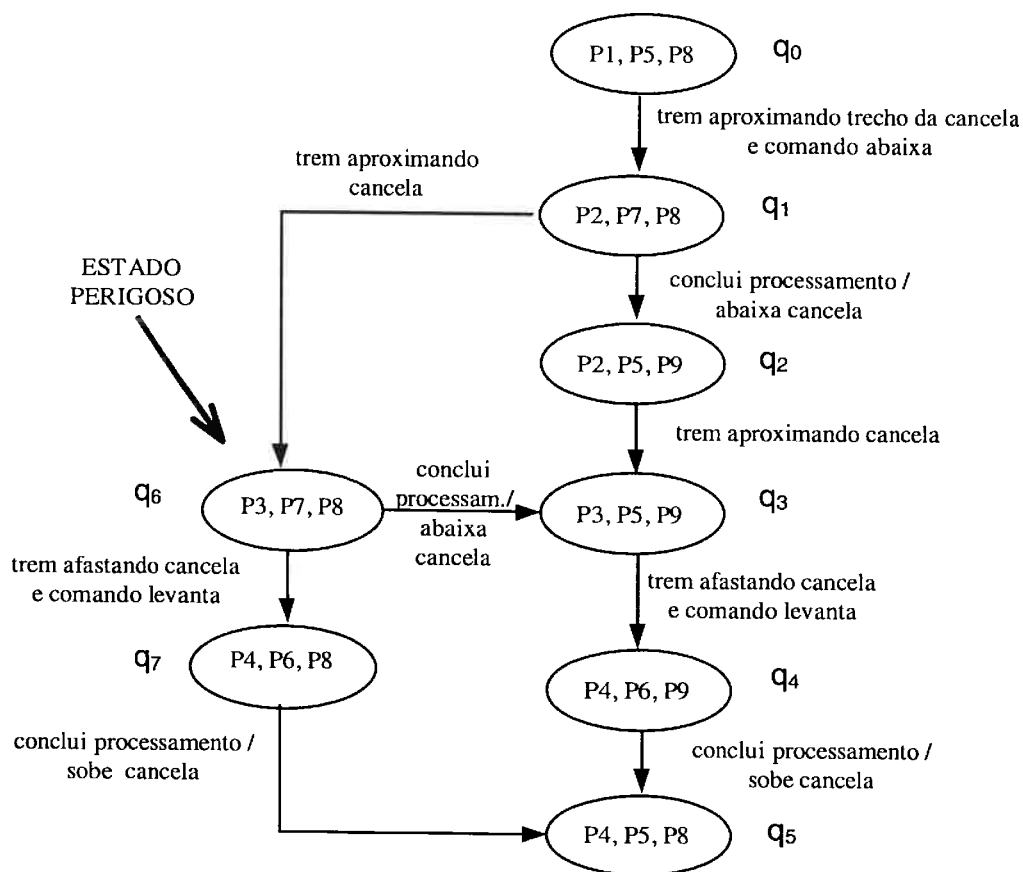 P1, P5, P8
q0
trem aproximando trecho da cancela
e comando abaixa
trem aproximando
cancela
P2, P7, P8
q1
ESTADO
PERIGOSO
conclui processamento /
abaixa cancela
P2, P5, P9
q2
trem aproximando cancela
q6
P3, P7, P8
conclui
processam./
abaixa
cancela
P3, P5, P9
q3
trem afastando cancela
e comando levanta
trem afastando cancela
e comando levanta
q7
P4, P6, P8
P4, P6, P9
q4
conclui processamento /
sobe cancela
conclui processamento /
sobe cancela
P4, P5, P8
q5